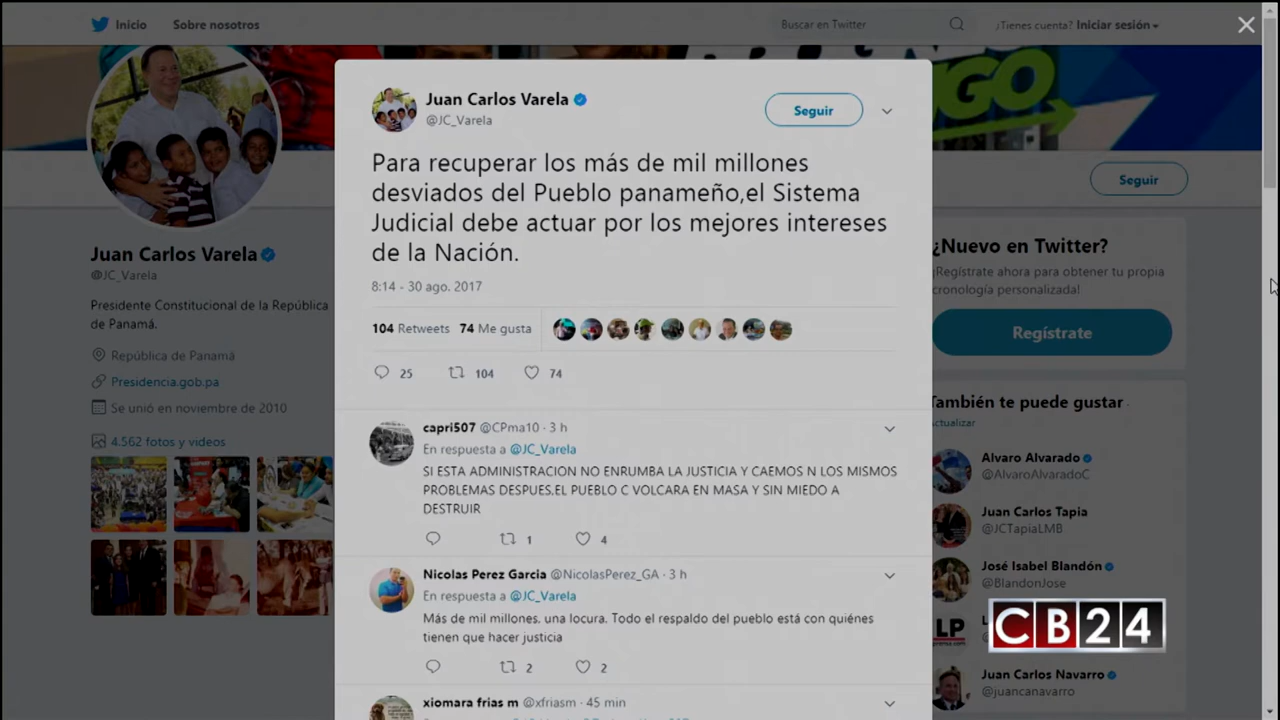 Inicio
Sobre nosotros
Buscar en Twitter
¿Tienes cuenta? Iniciar sesión
NGO
Juan Carlos Varela
@JC_Varela
Presidente Constitucional de la República
de Panamá.
República de Panamá
Presidencia.gob.pa
Se unió en noviembre de 2010
4.562 fotos y videos
Juan Carlos Varela
@JC_Varela
Seguir
Para recuperar los más de mil millones
desviados del Pueblo panameño,el Sistema
Judicial debe actuar por los mejores intereses
de la Nación.
8:14 - 30 ago. 2017
104 Retweets 74 Me gusta
25 104 74
capri507 @CPma10 · 3 h
En respuesta a @JC_Varela
SI ESTA ADMINISTRACION NO ENRUMBA LA JUSTICIA Y CAEMOS N LOS MISMOS
PROBLEMAS DESPUES.EL PUEBLO C VOLCARA EN MASA Y SIN MIEDO A
DESTRUIR
1 4
Nicolas Perez Garcia @NicolasPerez_GA · 3 h
En respuesta a @JC_Varela
Más de mil millones. una locura. Todo el respaldo del pueblo está con quiénes
tienen que hacer justicia
2 2
xiomara frias m @xfriasm · 45 min
Seguir
¿Nuevo en Twitter?
¡Regístrate ahora para obtener tu propia
cronología personalizada!
Regístrate
También te puede gustar ·
Actualizar
Alvaro Alvarado
@AlvaroAlvaradoC
Juan Carlos Tapia
@JCTapiaLMB
José Isabel Blandón
@BlandonJose
LP
Juan Carlos Navarro
@juancanavarro
CB24